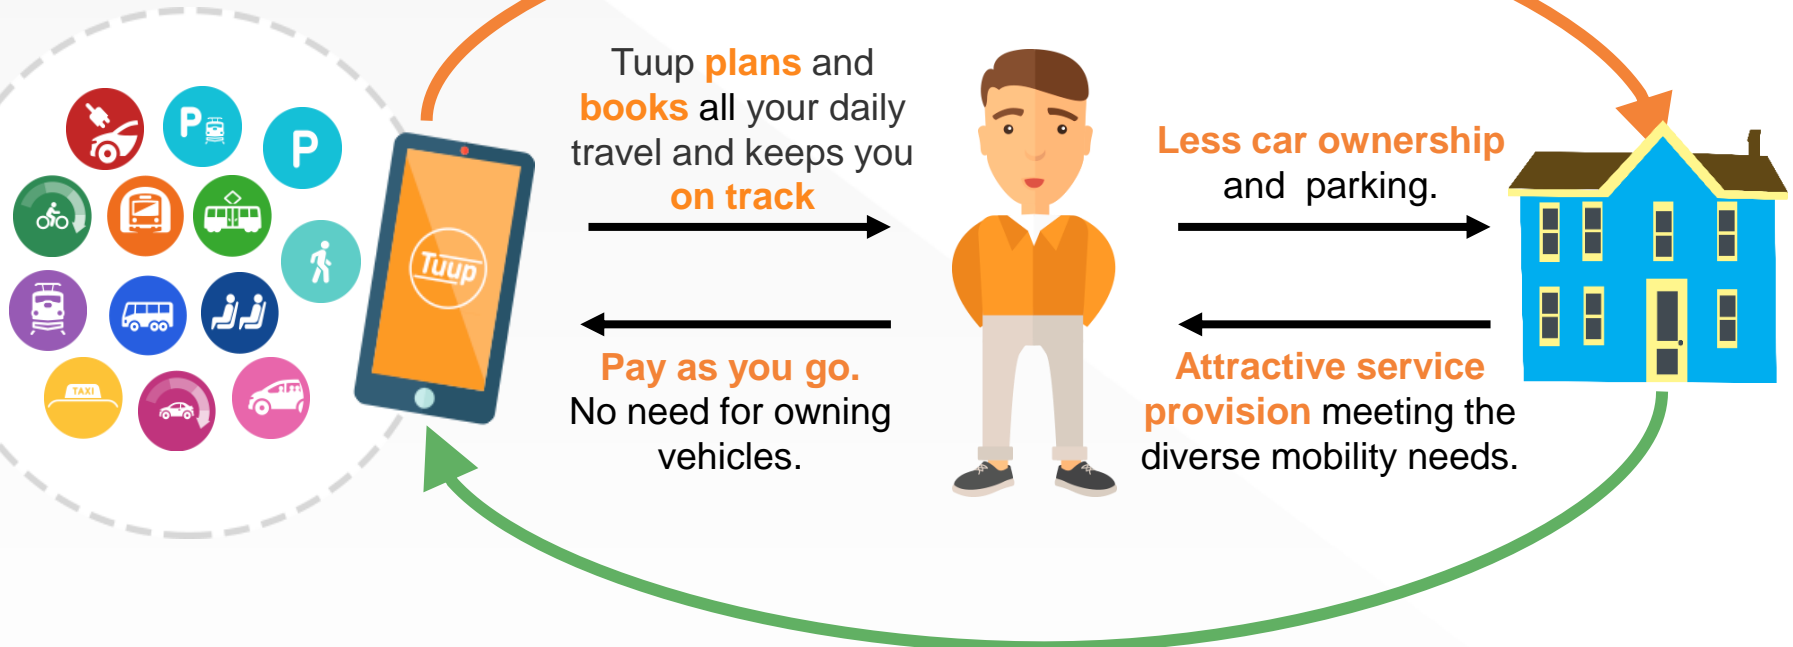 Tuup plans and
books all your daily
travel and keeps you
on track
Less car ownership
and parking.
P
P
Tuup
TAXI
Pay as you go.
No need for owning
vehicles.
Attractive service
provision meeting the
diverse mobility needs.